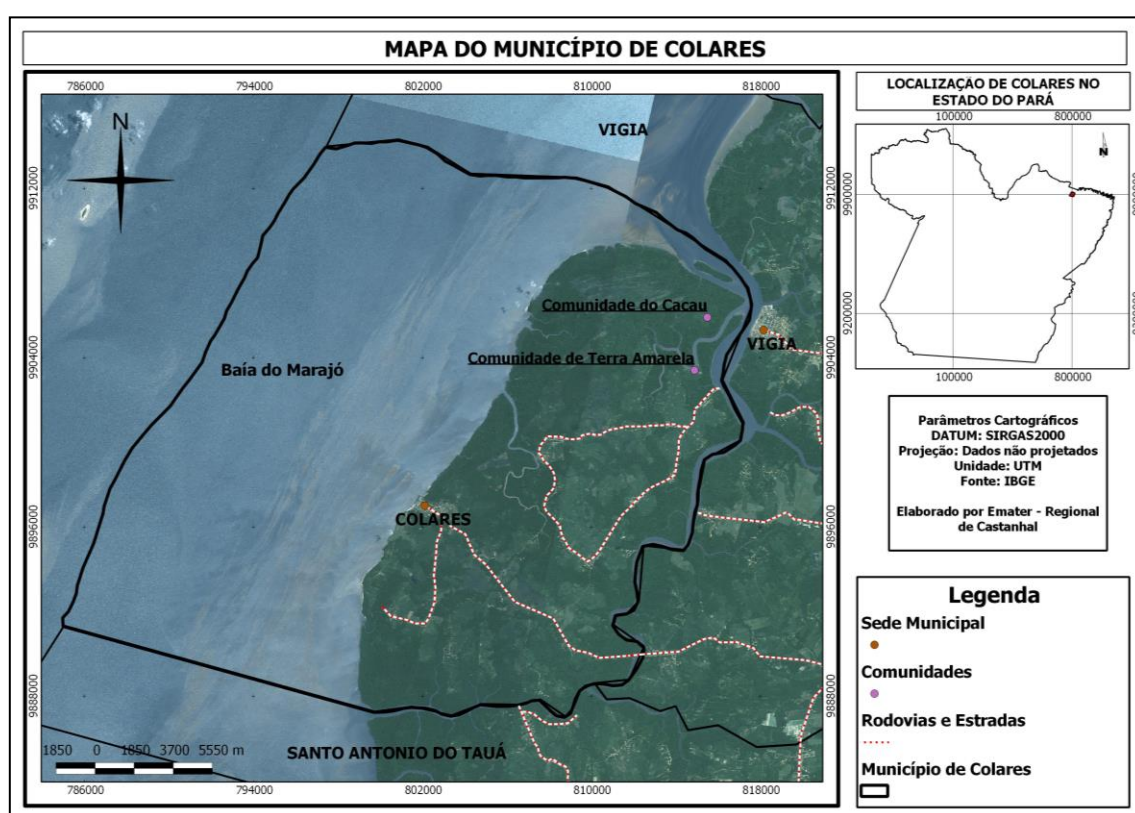 MAPA DO MUNICÍPIO DE COLARES
786000 794000 802000 810000 818000
N
VIGIA
9912000
9912000
Comunidade do Cacau
VIGIA
Comunidade de Terra Amarela
9904000
9904000
Baía do Marajó
COLARES
9896000
9896000
9888000
9888000
1850 0 1850 3700 5550 m
SANTO ANTONIO DO TAUÁ
786000 794000 802000 810000 818000
LOCALIZAÇÃO DE COLARES NO
ESTADO DO PARÁ
100000 800000
N
9900000
9200000
100000 800000
Parâmetros Cartográficos
DATUM: SIRGAS2000
Projeção: Dados não projetados
Unidade: UTM
Fonte: IBGE
Elaborado por Emater - Regional
de Castanhal
Legenda
Sede Municipal
Comunidades
Rodovias e Estradas
Município de Colares